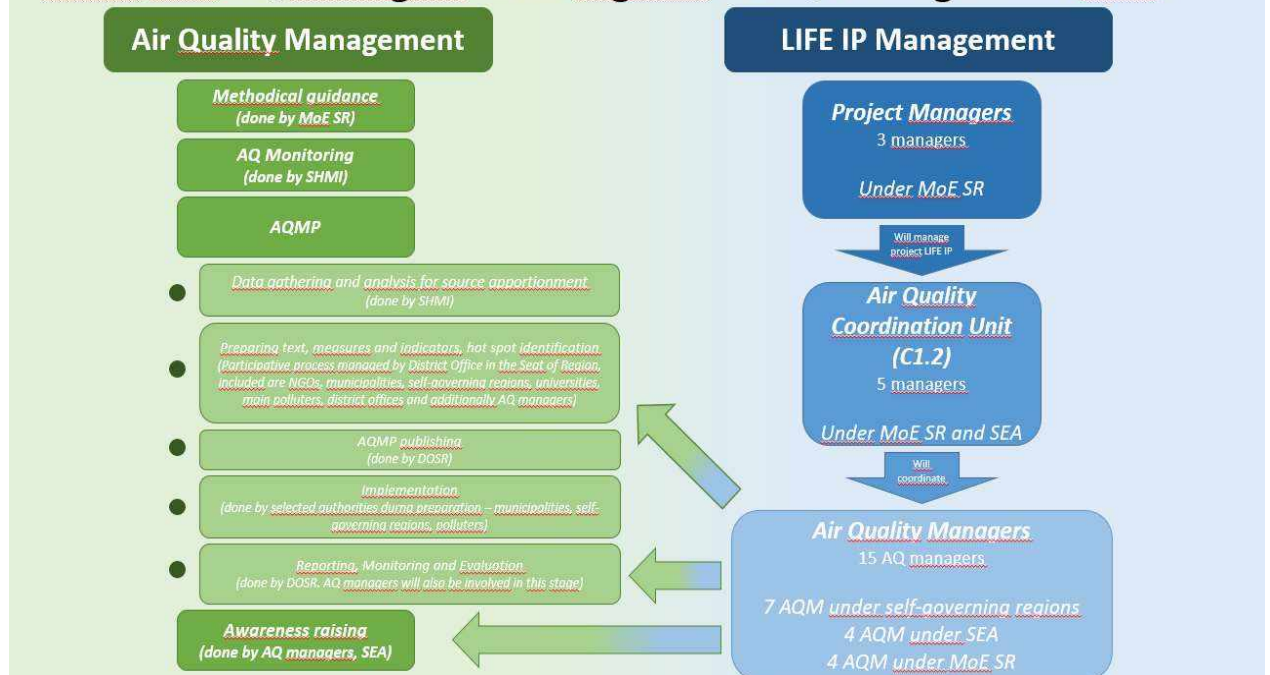 Air Quality Management
Methodical guidance
(done by MoE SR)
AQ Monitoring
(done by SHMI)
AQMP
Data gathering and analysis for source apportionment
(done by SHMI)
Preparing text, measures and indicators, hot spot identification
(Participative process managed by District Office in the Seat of Region,
included are NGOs, municipalities, self-governing regions, universities,
main polluters, district offices and additionally AQ managers)
AQMP publishing
(done by DOSR)
Implementation
(done by selected authorities durng preparation – municipalities, self-
governing regions, polluters)
Reporting, Monitoring and Evaluation
(done by DOSR. AQ managers will also be involved in this stage)
Awareness raising
(done by AQ managers, SEA)
LIFE IP Management
Project Managers
3 managers
Under MoE SR
Will manage
project LIFE IP
Air Quality
Coordination Unit
(C1.2)
5 managers
Under MoE SR and SEA
Will
coordinate
Air Quality Managers
15 AQ managers
7 AQM under self-governing regions
4 AQM under SEA
4 AQM under MoE SR